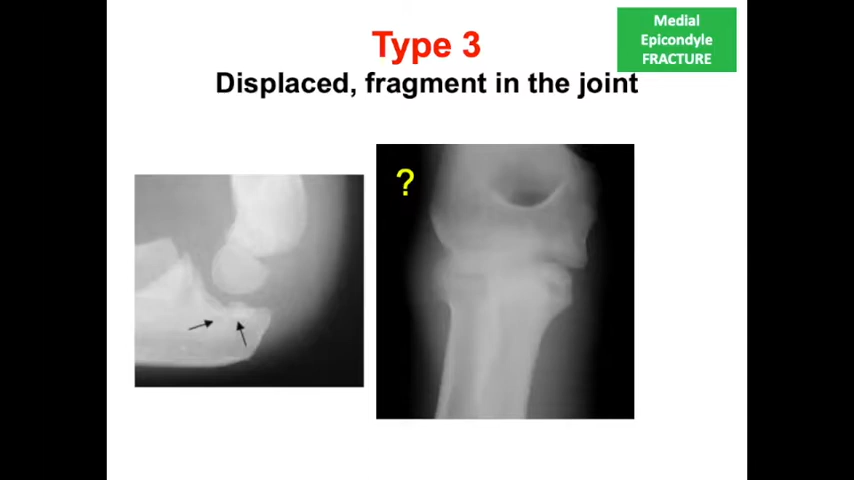 Type 3
Medial
Epicondyle
FRACTURE
Displaced, fragment in the joint
?